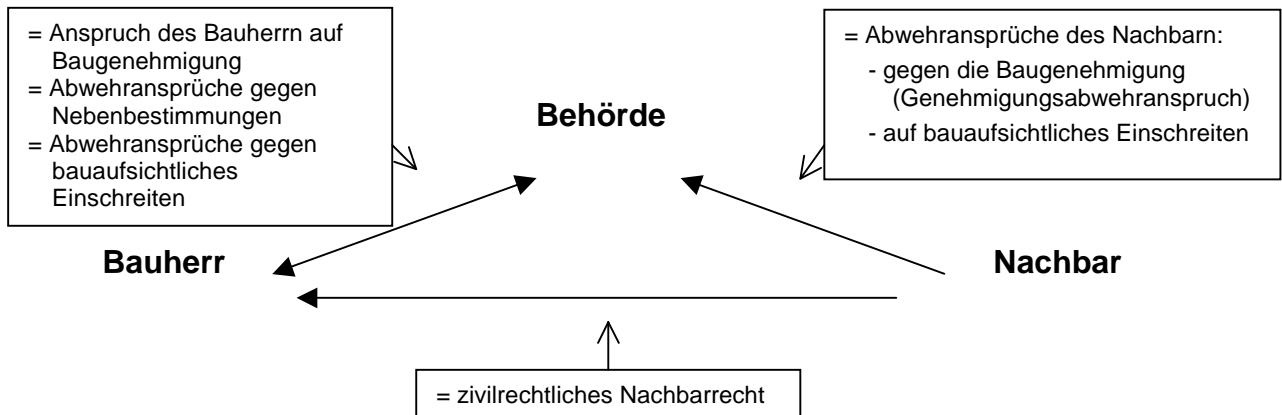 = Anspruch des Bauherrn auf
Baugenehmigung
= Abwehransprüche gegen
Nebenbestimmungen
= Abwehransprüche gegen
bauaufsichtliches
Einschreiten
= Abwehransprüche des Nachbarn:
- gegen die Baugenehmigung
(Genehmigungsabwehranspruch)
- auf bauaufsichtliches Einschreiten
Behörde
Bauherr
Nachbar
= zivilrechtliches Nachbarrecht